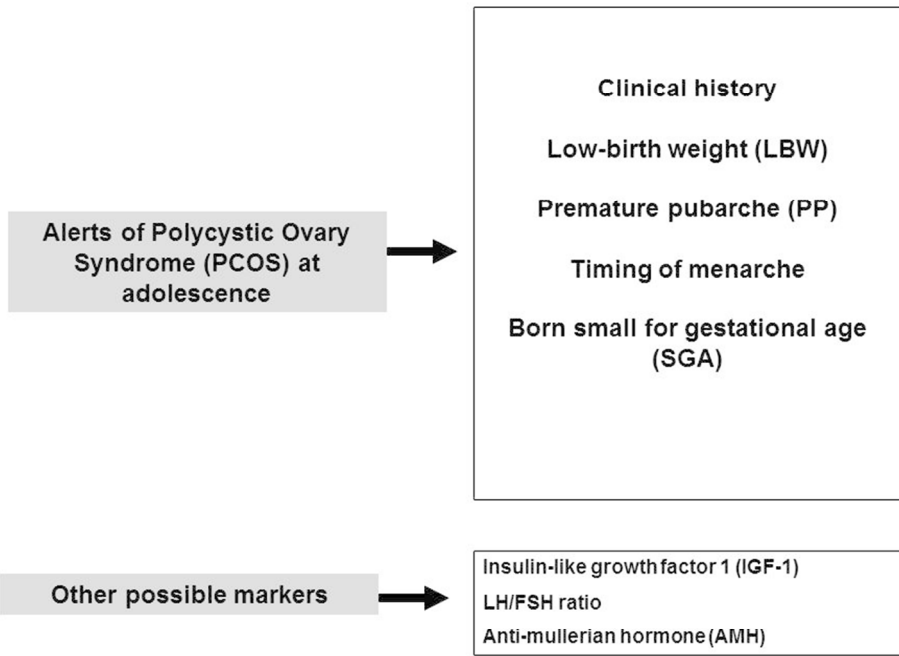 Clinical history
Low-birth weight (LBW)
Premature pubarche (PP)
Alerts of Polycystic Ovary
Syndrome (PCOS) at
adolescence
Timing of menarche
Born small for gestational age
(SGA)
Other possible markers
Insulin-like growth factor 1 (IGF-1)
LH/FSH ratio
Anti-mullerian hormone (AMH)